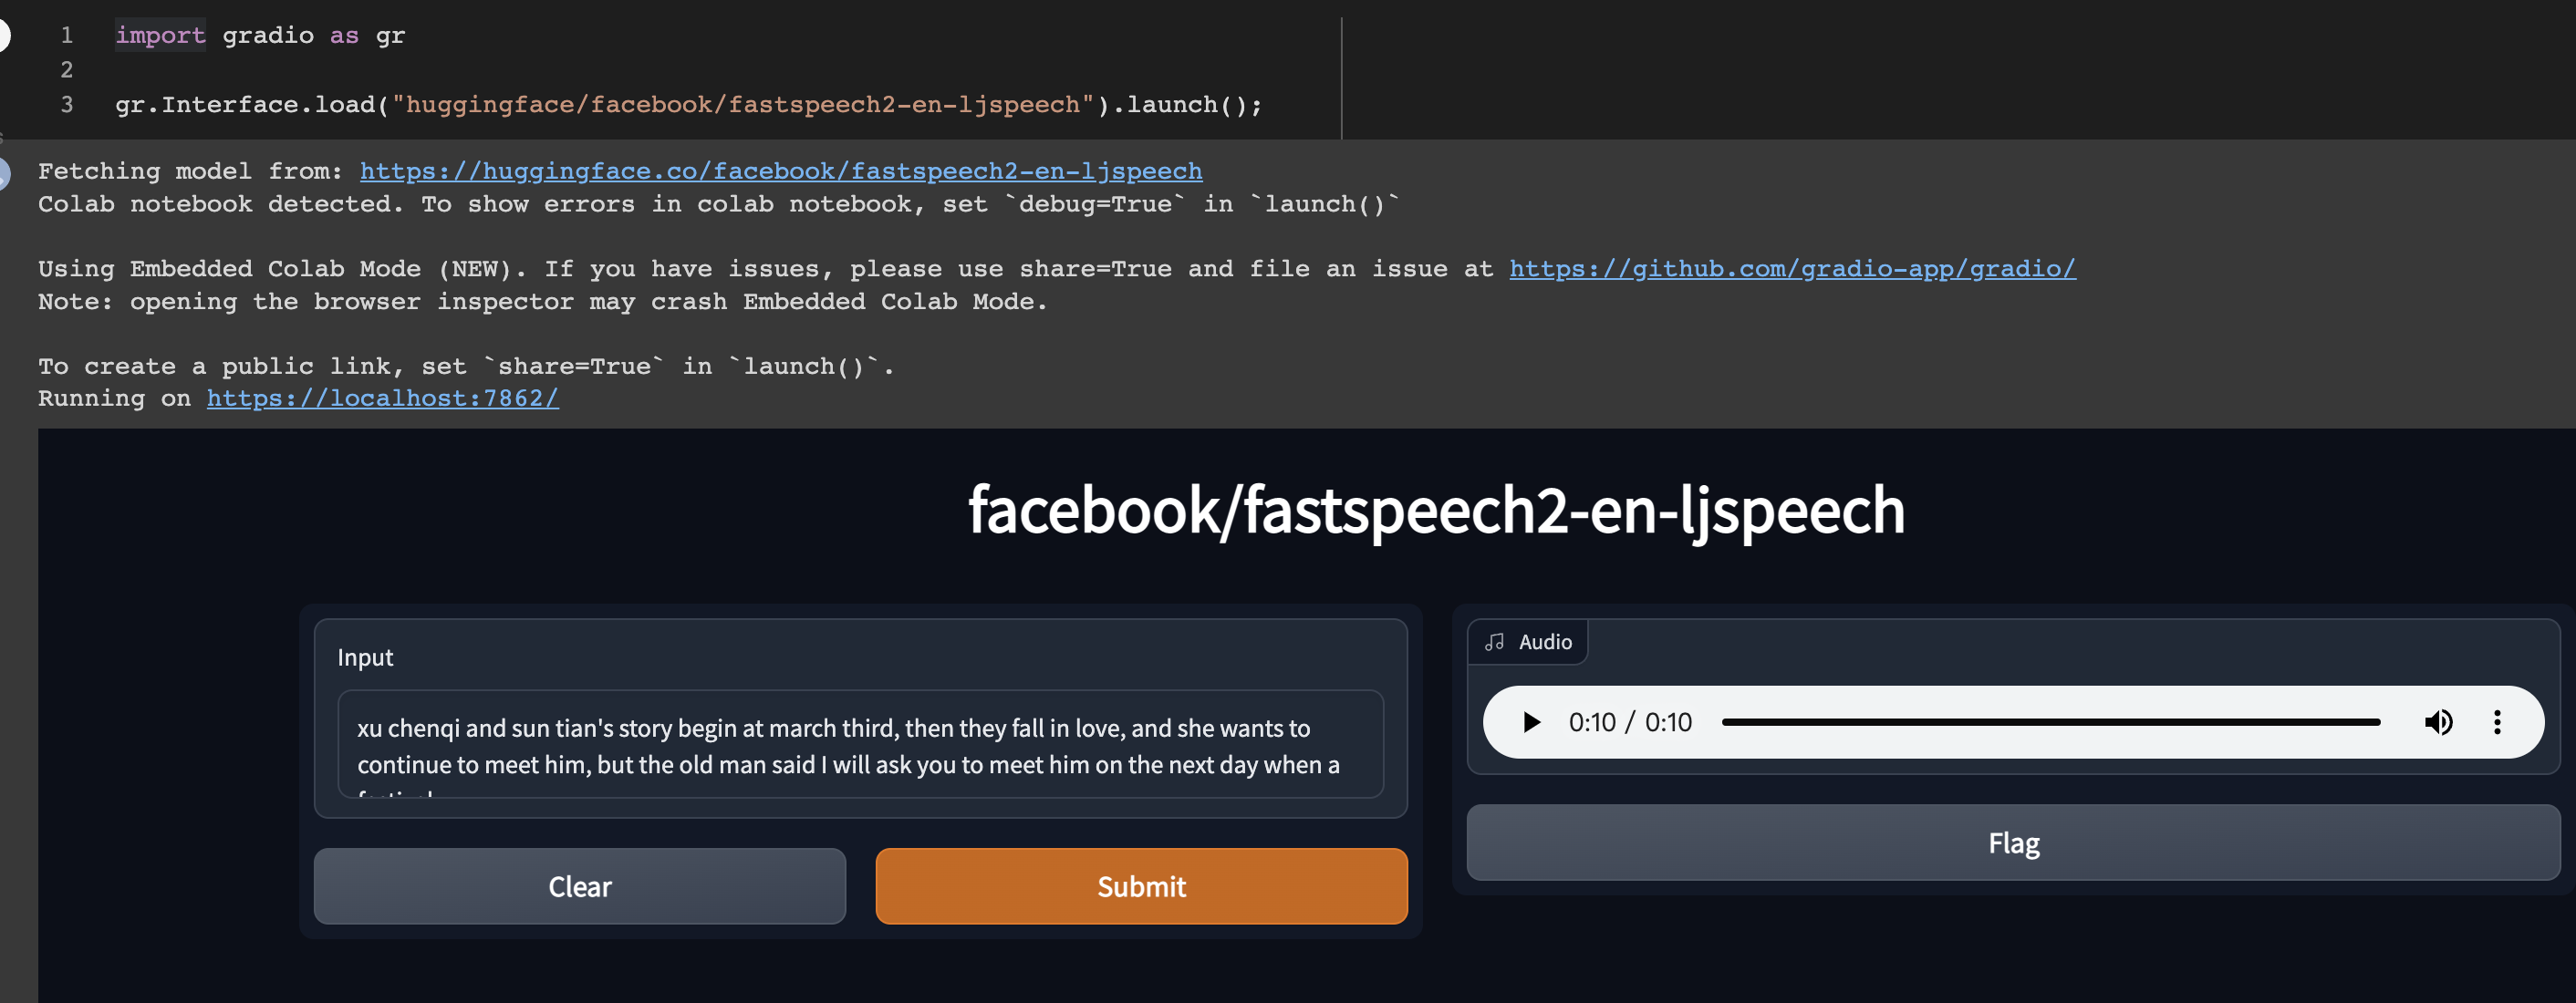 1 import gradio as gr
2
3 gr.Interface.load("huggingface/facebook/fastspeech2-en-ljspeech").launch();
Fetching model from: https://huggingface.co/facebook/fastspeech2-en-ljspeech
Colab notebook detected. To show errors in colab notebook, set `debug=True` in `launch()`
Using Embedded Colab Mode (NEW). If you have issues, please use share=True and file an issue at https://github.com/gradio-app/gradio/
Note: opening the browser inspector may crash Embedded Colab Mode.
To create a public link, set `share=True` in `launch()`.
Running on https://localhost:7862/
facebook/fastspeech2-en-ljspeech
Input
xu chenqi and sun tian's story begin at march third, then they fall in love, and she wants to
continue to meet him, but the old man said I will ask you to meet him on the next day when a
Audio
0:10 / 0:10
Clear
Submit
Flag